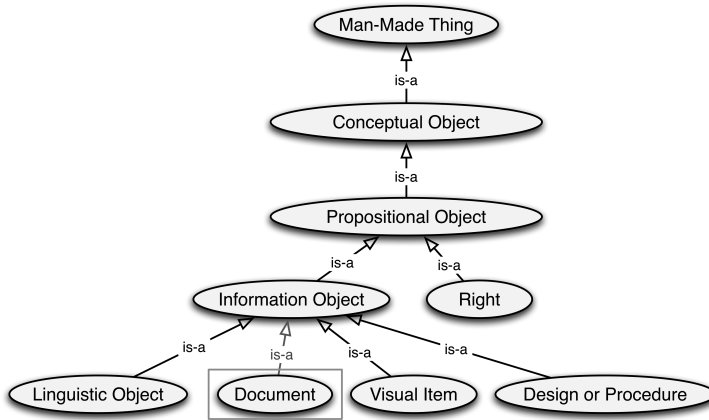 Man-Made Thing
is-a
Conceptual Object
is-a
Propositional Object
is-a
is-a
Information Object
Right
is-a
is-a
is-a
is-a
Linguistic Object
Document
Visual Item
Design or Procedure